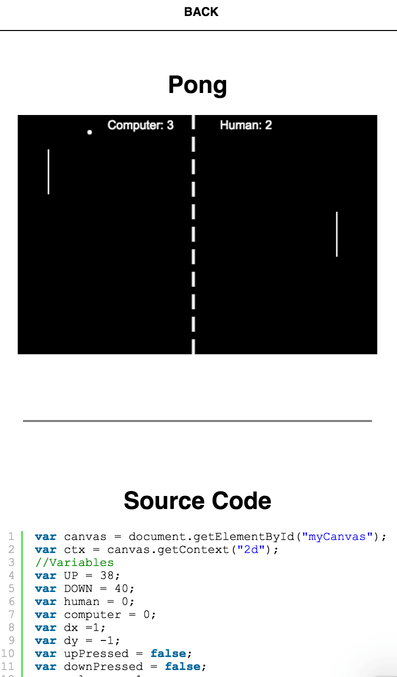 BACK
Pong
Computer: 3 Human: 2
Source Code
1 var canvas = document.getElementById("myCanvas");
2 var ctx = canvas.getContext("2d");
3 //Variables
4 var UP = 38;
5 var DOWN = 40;
6 var human = 0;
7 var computer = 0;
8 var dx =1;
9 var dy = -1;
10 var upPressed = false;
11 var downPressed = false;